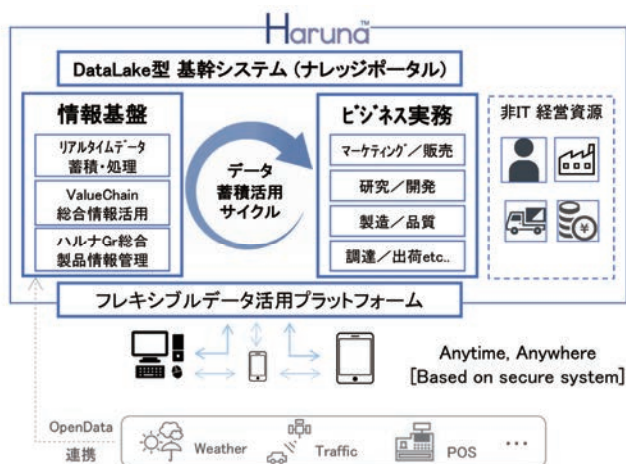 Haruna™
DataLake型 基幹システム (ナレッジポータル)
情報基盤
リアルタイムデータ
蓄積・処理
ValueChain
総合情報活用
ハルナGr総合
製品情報管理
データ
蓄積活用
サイクル
ビジネス実務
マーケティング／販売
研究／開発
製造／品質
調達／出荷etc..
非IT 経営資源
¥
フレキシブルデータ活用プラットフォーム
Anytime, Anywhere
[Based on secure system]
OpenData
連携
Weather
Traffic
POS
…